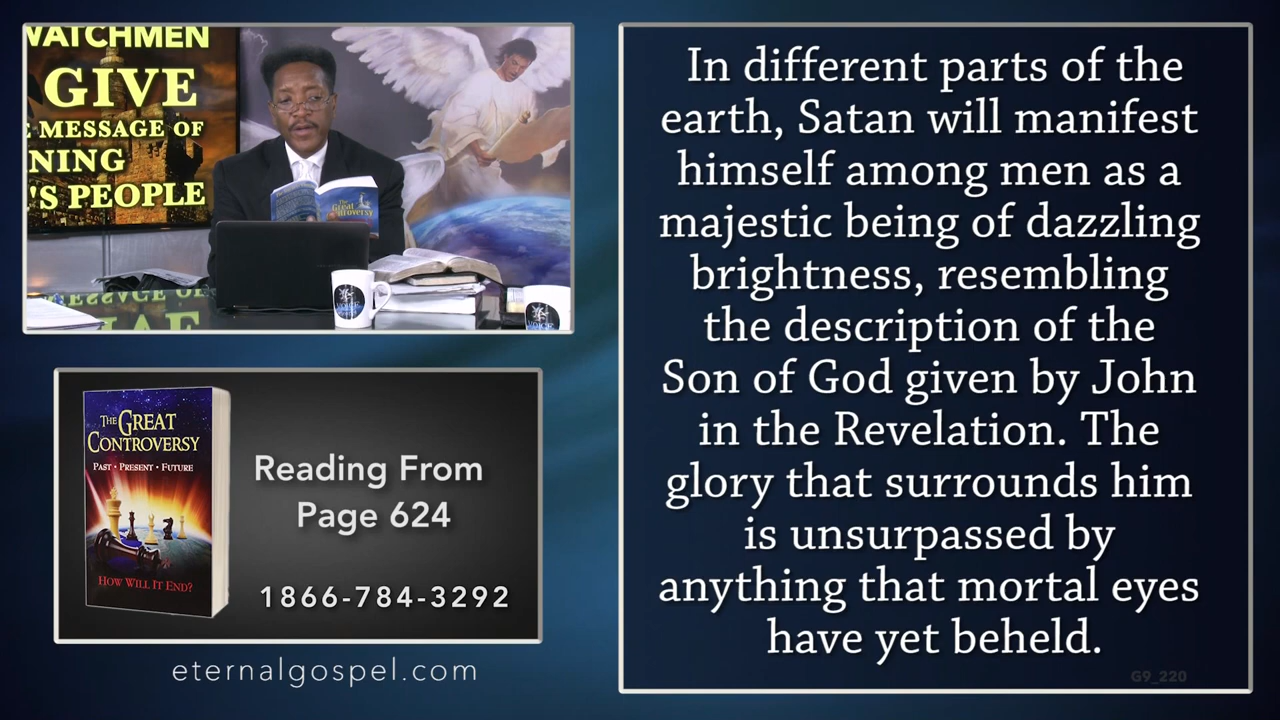 WATCHMEN
GIVE
MESSAGE OF
NING
'S PEOPLE
The
Great
Controversy
VOICE
THE GREAT
CONTROVERSY
PAST • PRESENT • FUTURE
HOW WILL IT END?
Reading From
Page 624
1866-784-3292
eternalgospel.com
In different parts of the
earth, Satan will manifest
himself among men as a
majestic being of dazzling
brightness, resembling
the description of the
Son of God given by John
in the Revelation. The
glory that surrounds him
is unsurpassed by
anything that mortal eyes
have yet beheld.
G9_220